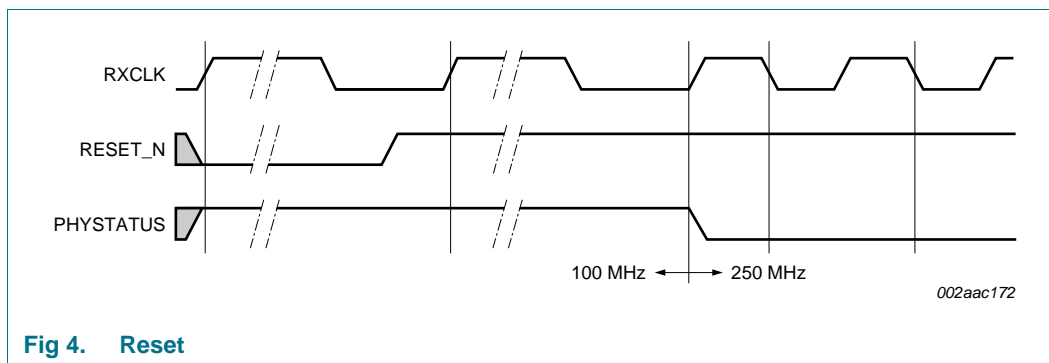 RXCLK
RESET_N
PHYSTATUS
100 MHz
250 MHz
002aac172
Fig 4. Reset